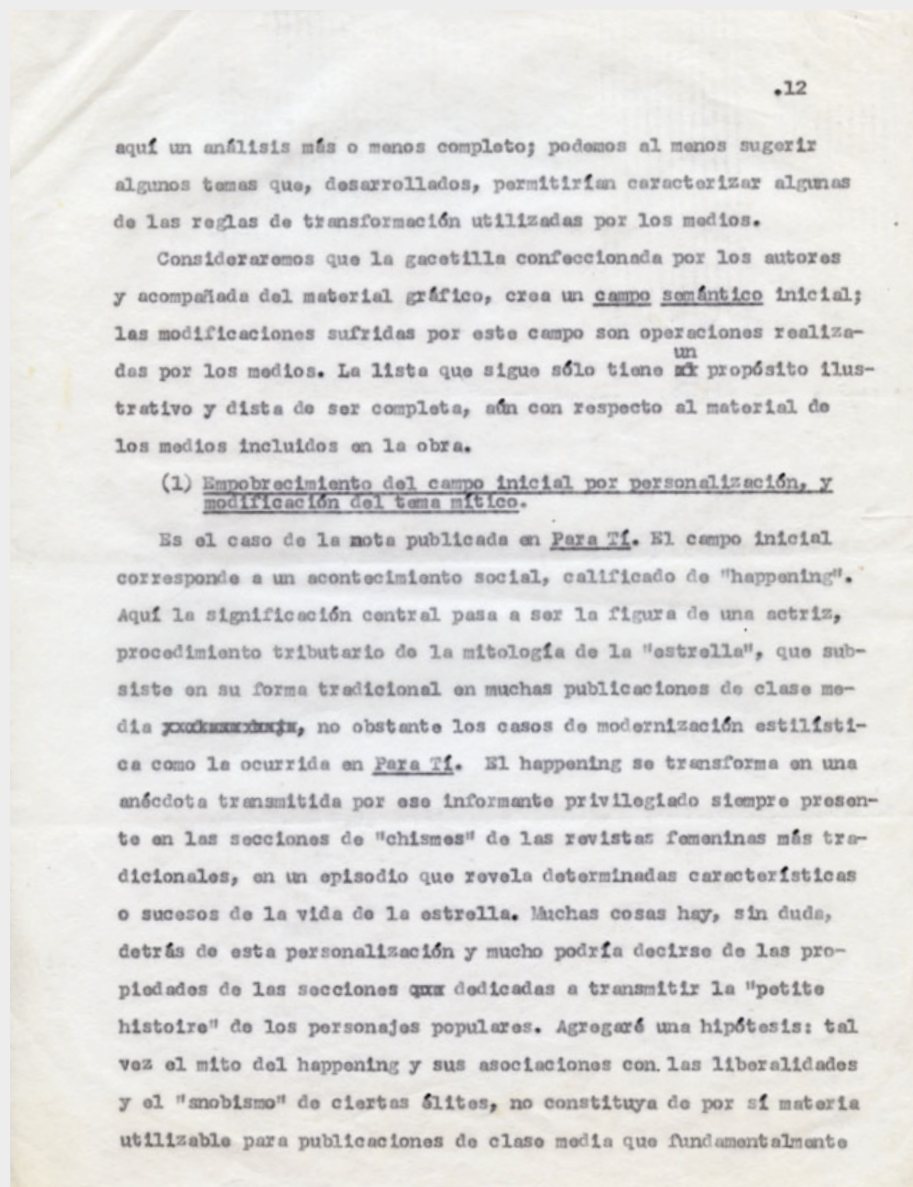 .12
aquí un análisis más o menos completo; podemos al menos sugerir
algunos temas que, desarrollados, permitirían caracterizar algunas
de las reglas de transformación utilizadas por los medios.
Consideraremos que la gacetilla confeccionada por los autores
y acompañada del material gráfico, crea un campo semántico inicial;
las modificaciones sufridas por este campo son operaciones realiza-
un
das por los medios. La lista que sigue sólo tiene propósito ilus-
trativo y dista de ser completa, aún con respecto al material de
los medios incluidos en la obra.
(1) Empobrecimiento del campo inicial por personalización, y
modificación del tema mítico.
Es el caso de la nota publicada en Para Tí. El campo inicial
corresponde a un acontecimiento social, calificado de "happening".
Aquí la significación central pasa a ser la figura de una actriz,
procedimiento tributario de la mitología de la "estrella", que sub-
siste en su forma tradicional en muchas publicaciones de clase me-
dia , no obstante los casos de modernización estilísti-
ca como la ocurrida en Para Tí. El happening se transforma en una
anécdota transmitida por ese informante privilegiado siempre presen-
te en las secciones de "chismes" de las revistas femeninas más tra-
dicionales, en un episodio que revela determinadas características
o sucesos de la vida de la estrella. Muchas cosas hay, sin duda,
detrás de esta personalización y mucho podría decirse de las pro-
piedades de las secciones dedicadas a transmitir la "petite
histoire" de los personajes populares. Agregaré una hipótesis: tal
vez el mito del happening y sus asociaciones con las liberalidades
y el "snobismo" de ciertas élites, no constituya de por sí materia
utilizable para publicaciones de clase media que fundamentalmente